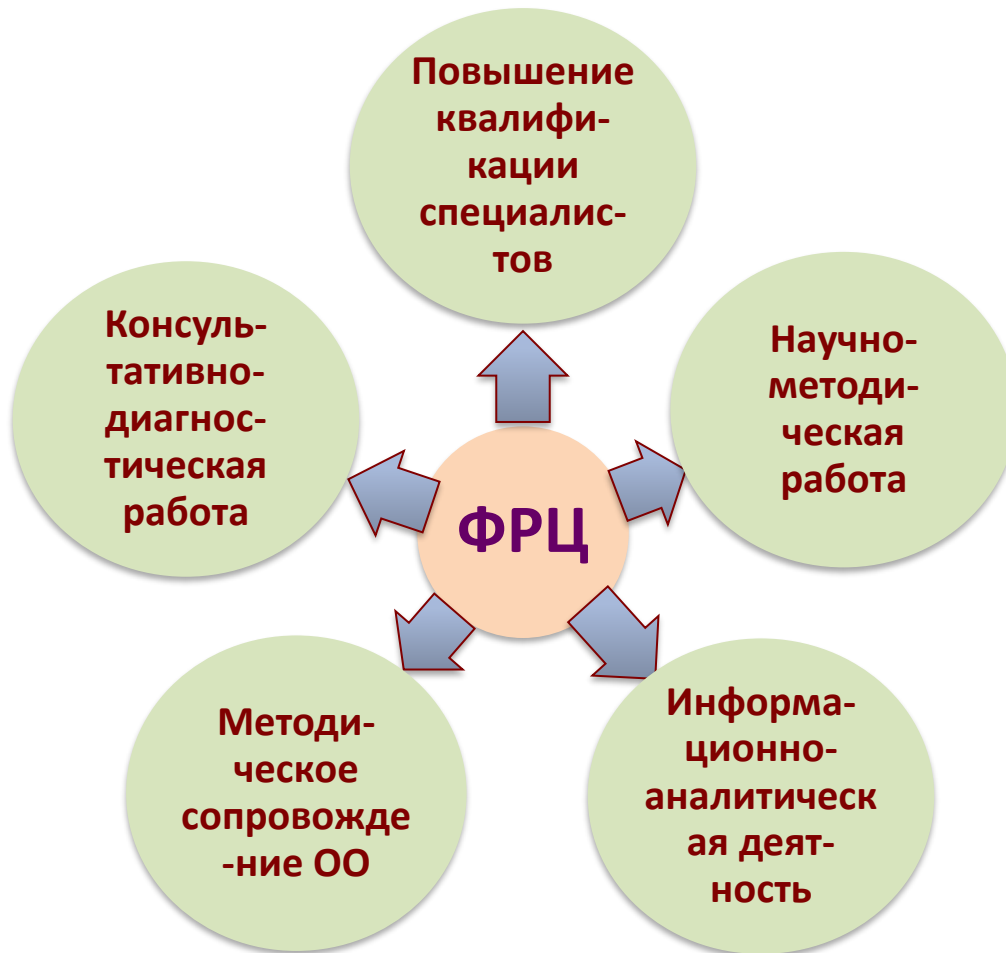 Повышение
квалифи-
кации
специалис-
тов
Консуль-
тативно-
диагнос-
тическая
работа
Научно-
методи-
ческая
работа
ФРЦ
Методи-
ческое
сопровожде
-ние ОО
Информа-
ционно-
аналитическ
ая деят-
ность